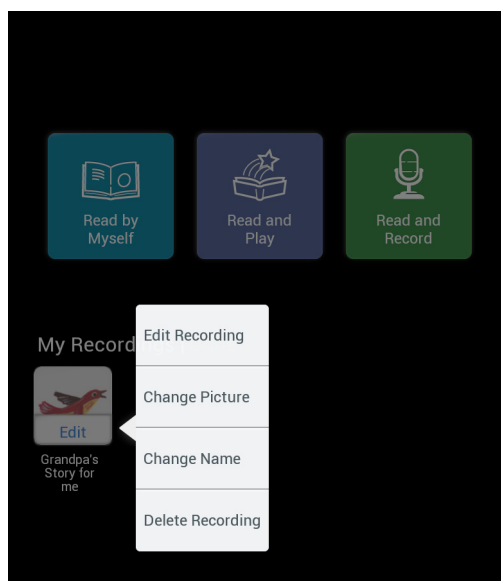 Read by
Myself
Read and
Play
Read and
Record
My Record
Edit Recording
Change Picture
Change Name
Delete Recording
Edit
Grandpa's
Story for
me